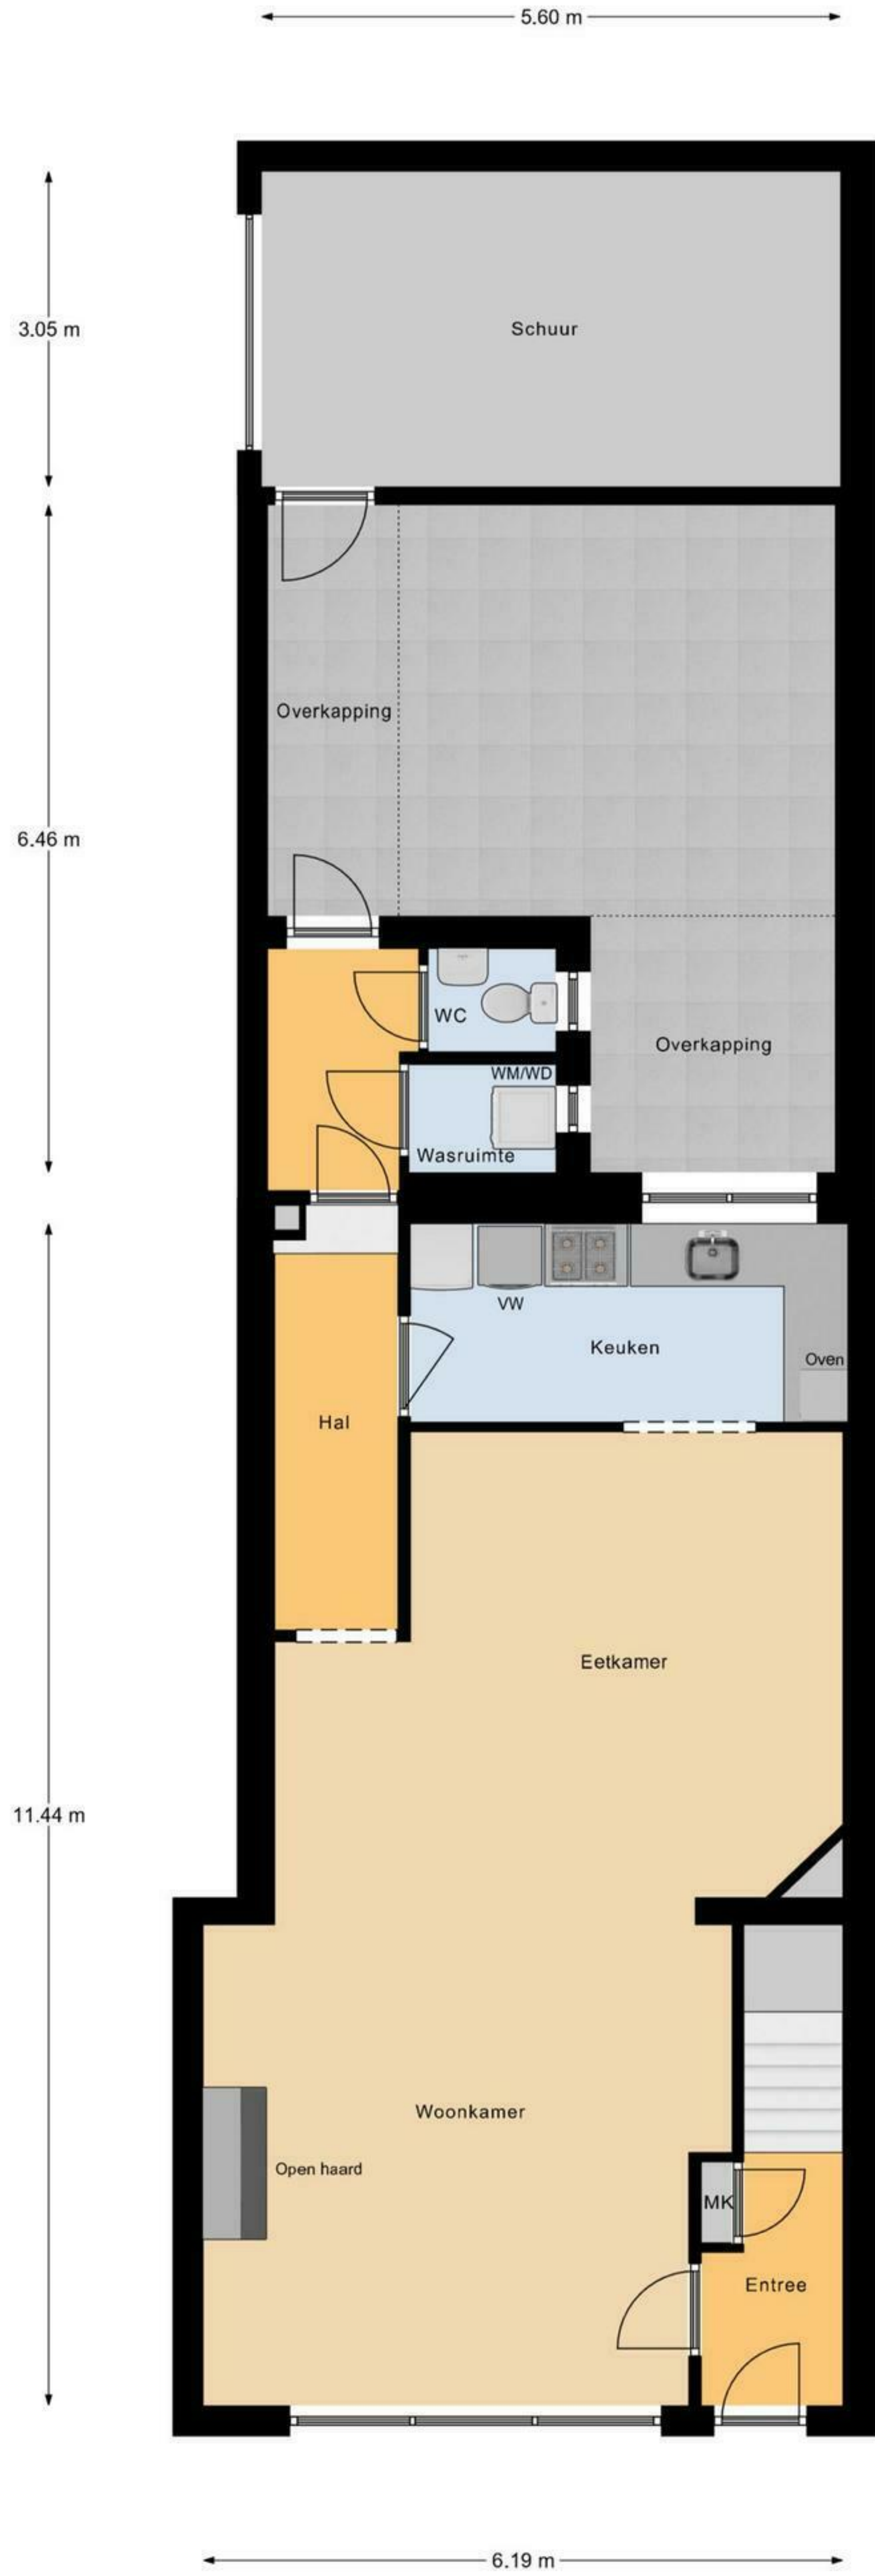 5.60 m
3.05 m
Schuur
Overkapping
6.46 m
WC
Overkapping
WM/WD
Wasruimte
VW
Keuken
Oven
Hal
Eetkamer
11.44 m
Woonkamer
Open haard
MK
Entree
6.19 m